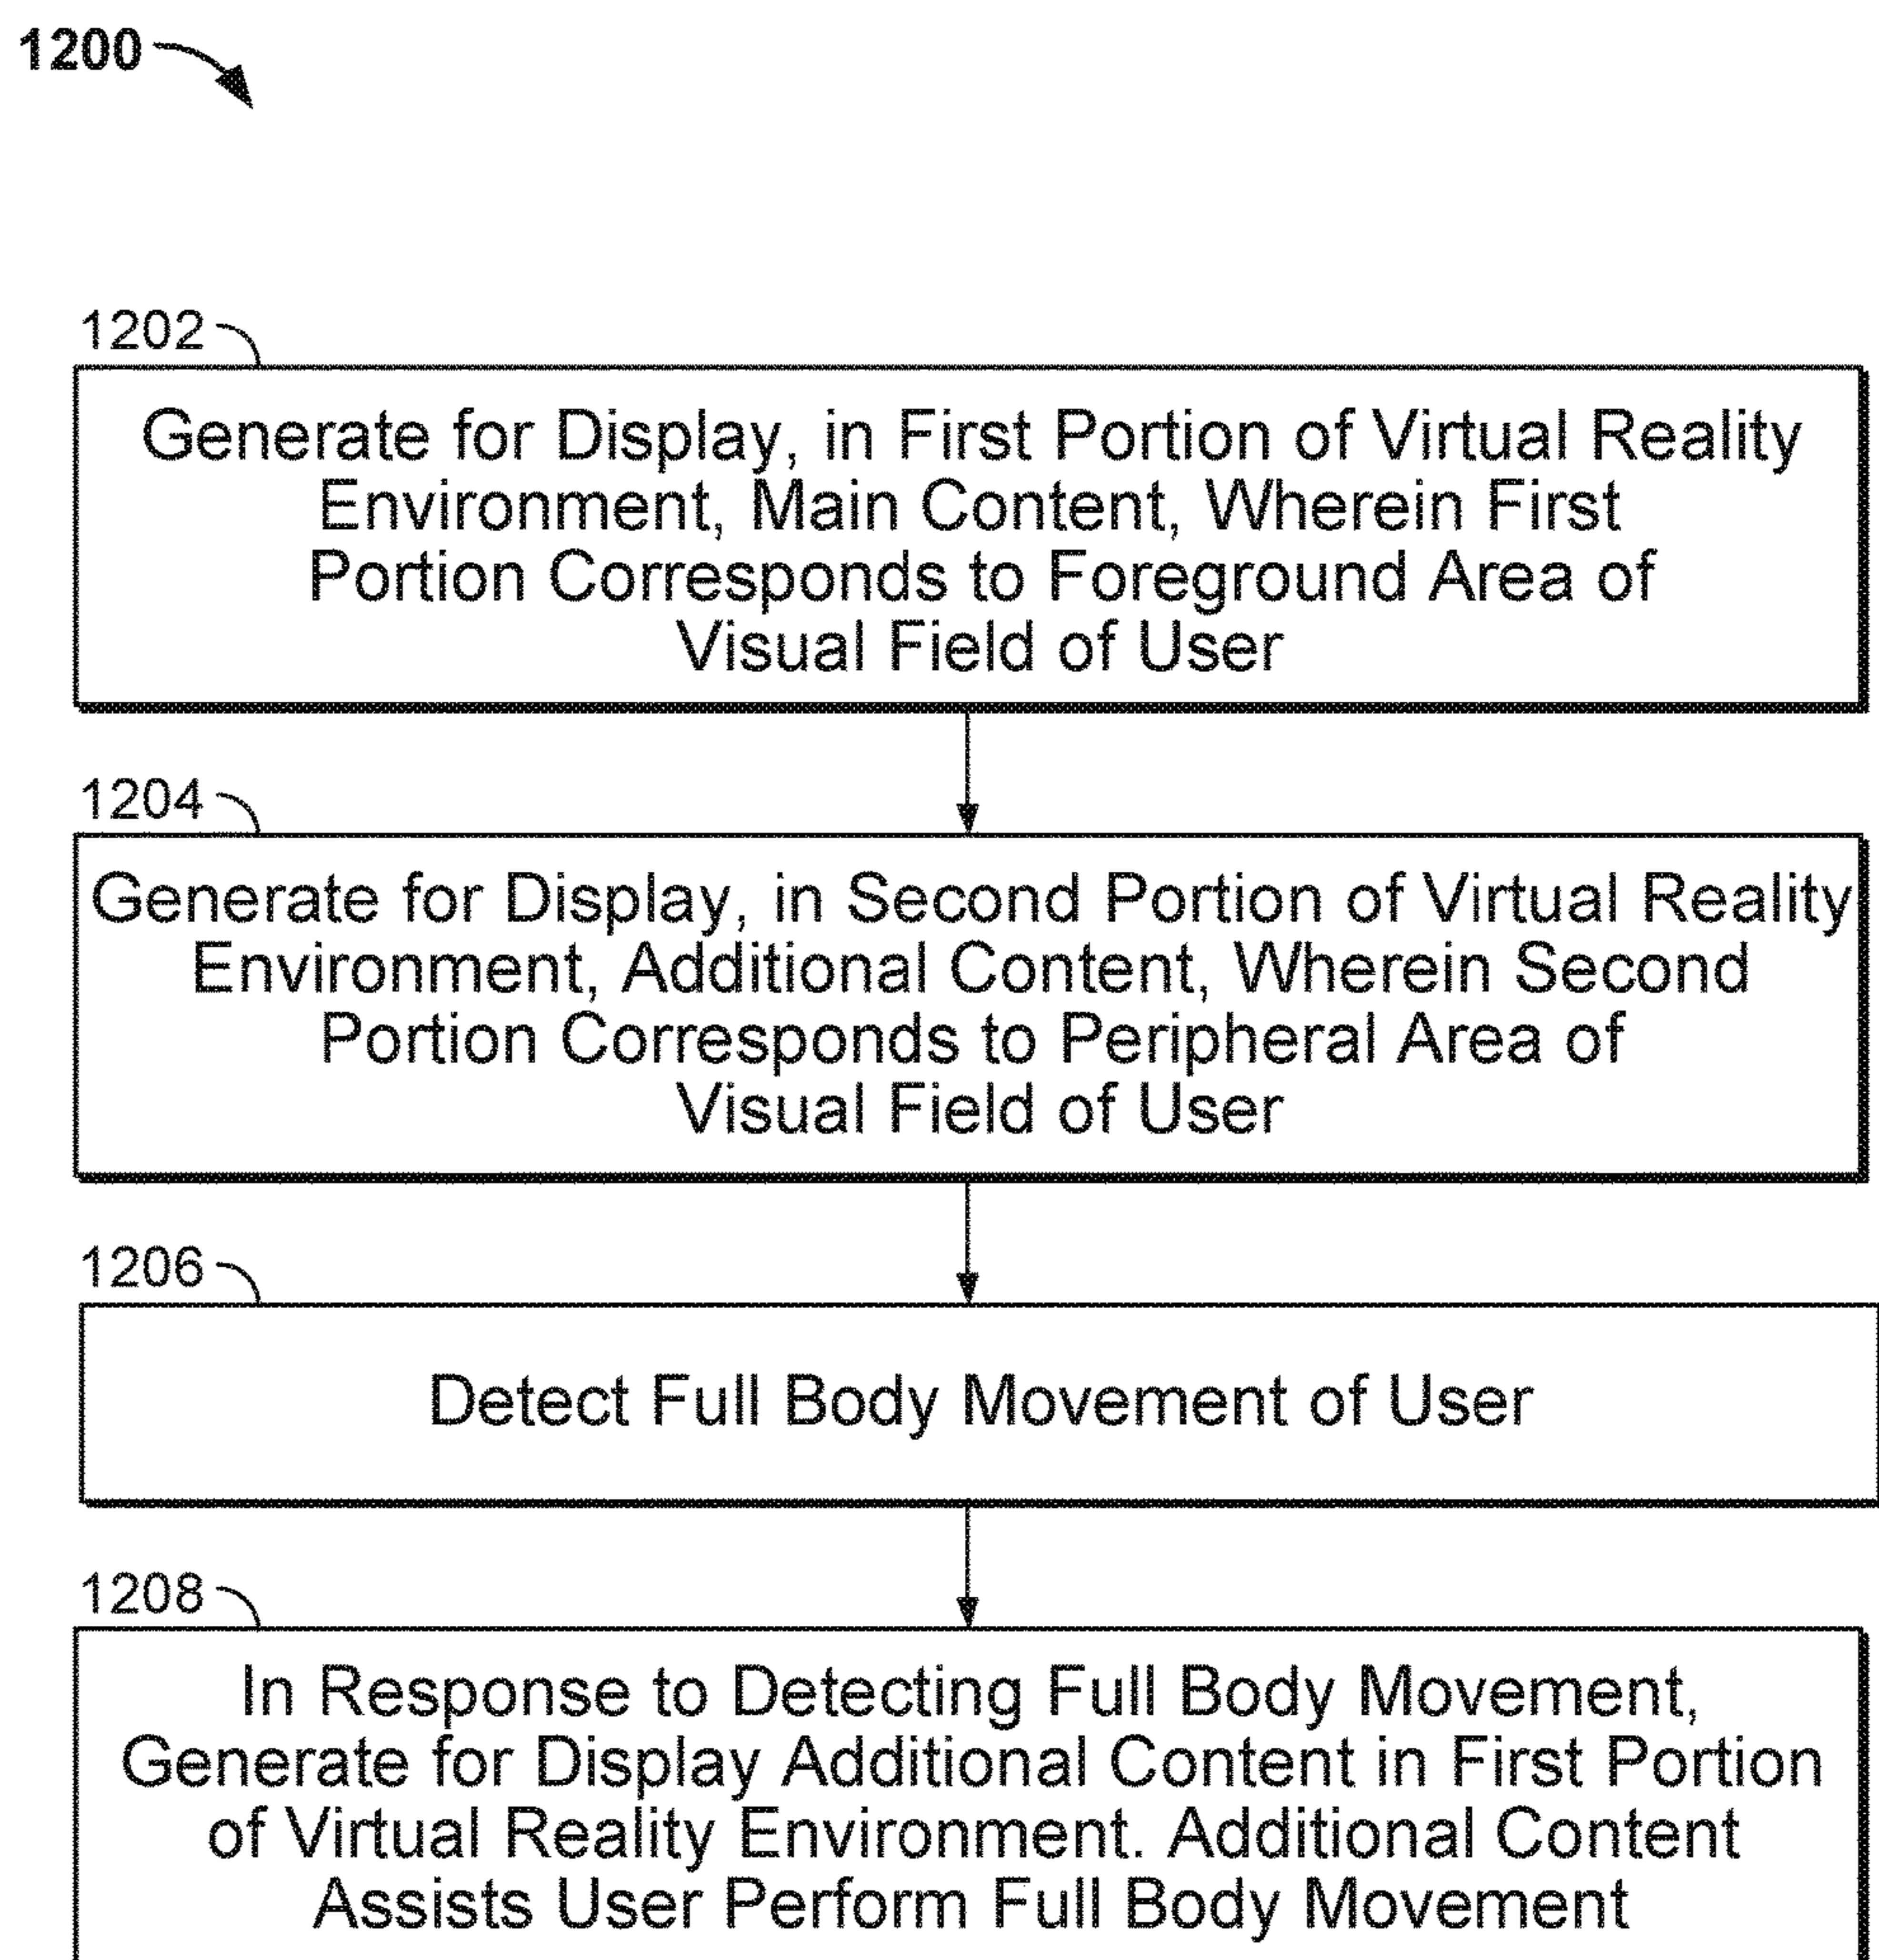 1200
1202
Generate for Display, in First Portion of Virtual Reality
Environment, Main Content, Wherein First
Portion Corresponds to Foreground Area of
Visual Field of User
1204
Generate for Display, in Second Portion of Virtual Reality
Environment, Additional Content, Wherein Second
Portion Corresponds to Peripheral Area of
Visual Field of User
1206
Detect Full Body Movement of User
1208
In Response to Detecting Full Body Movement,
Generate for Display Additional Content in First Portion
of Virtual Reality Environment. Additional Content
Assists User Perform Full Body Movement